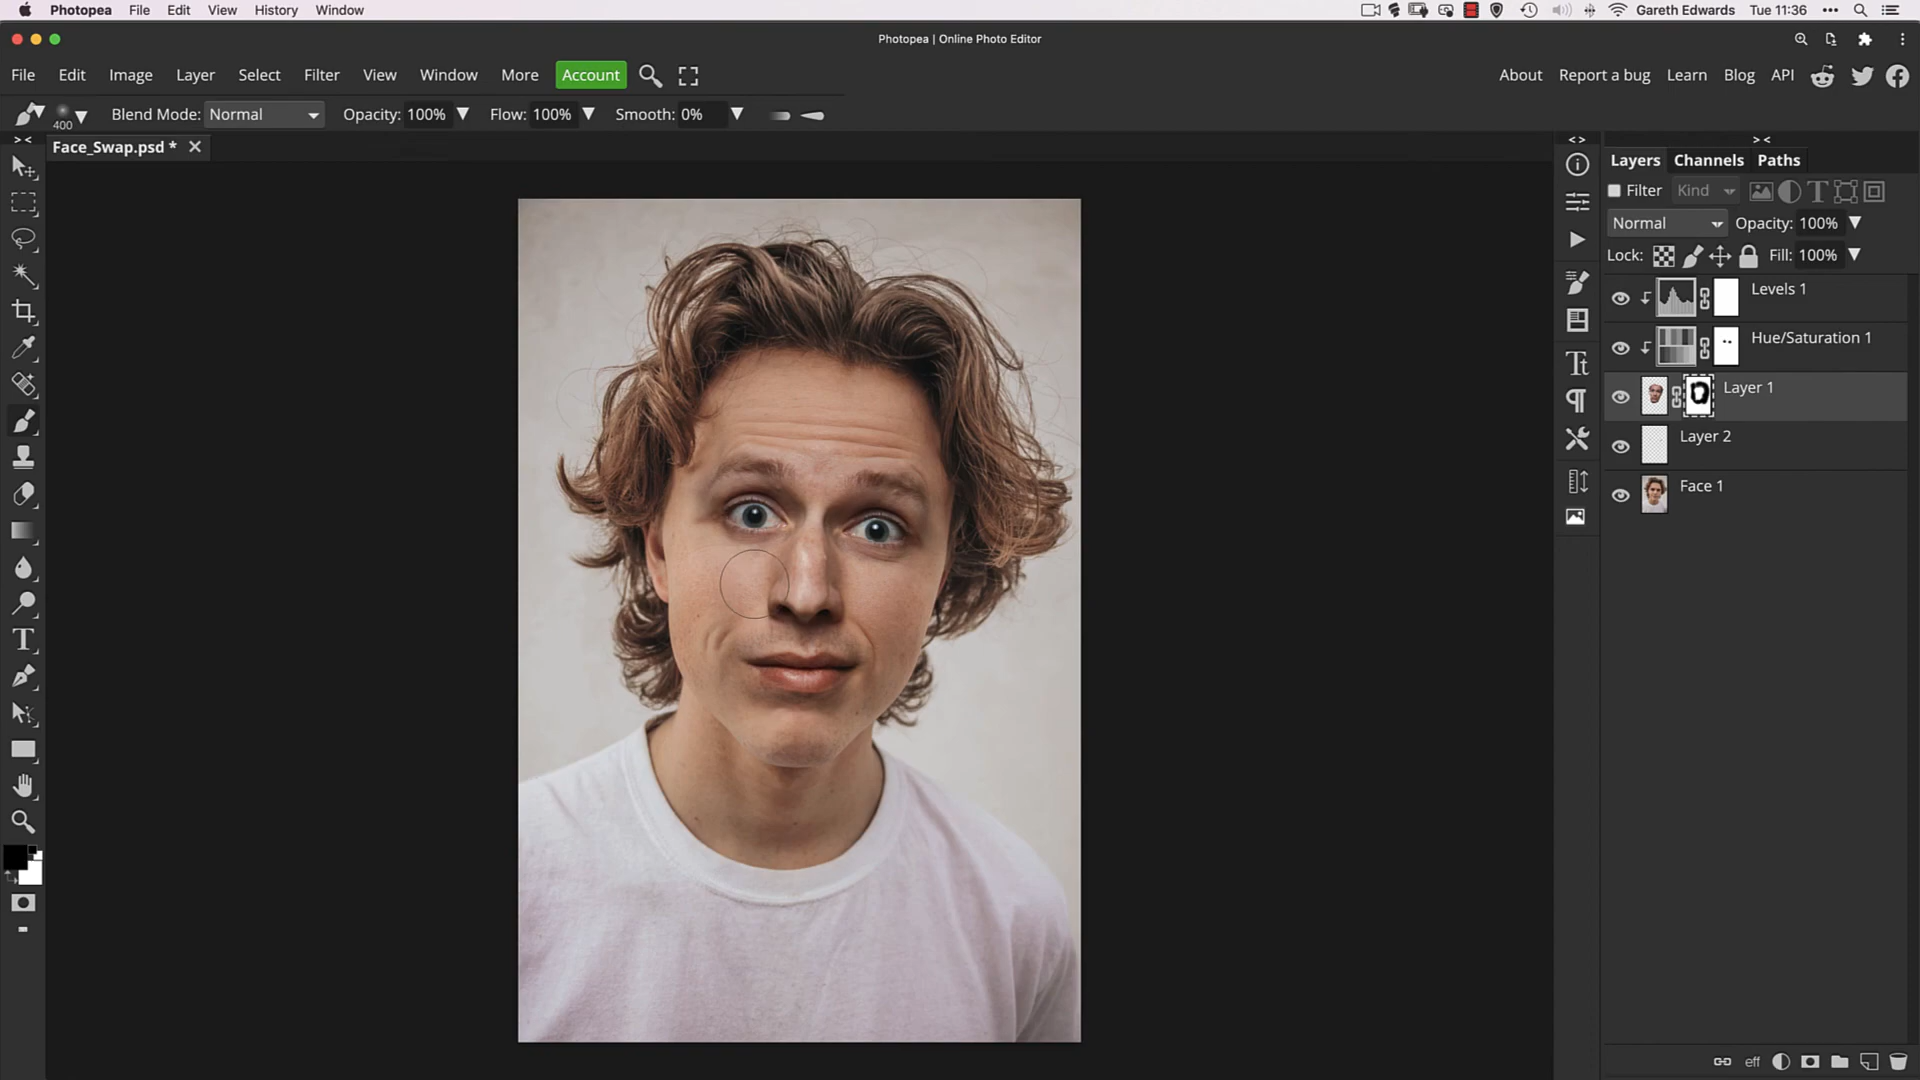 Photopea File Edit View History Window Gareth Edwards Tue 11:36
Photopea | Online Photo Editor
File Edit Image Layer Select Filter View Window More Account About Report a bug Learn Blog API
400 Blend Mode: Normal Opacity: 100% Flow: 100% Smooth: 0%
Face_Swap.psd *
Layers Channels Paths
Filter Kind
Normal Opacity: 100%
Lock: Fill: 100%
Levels 1
Hue/Saturation 1
Layer 1
Layer 2
Face 1
eff